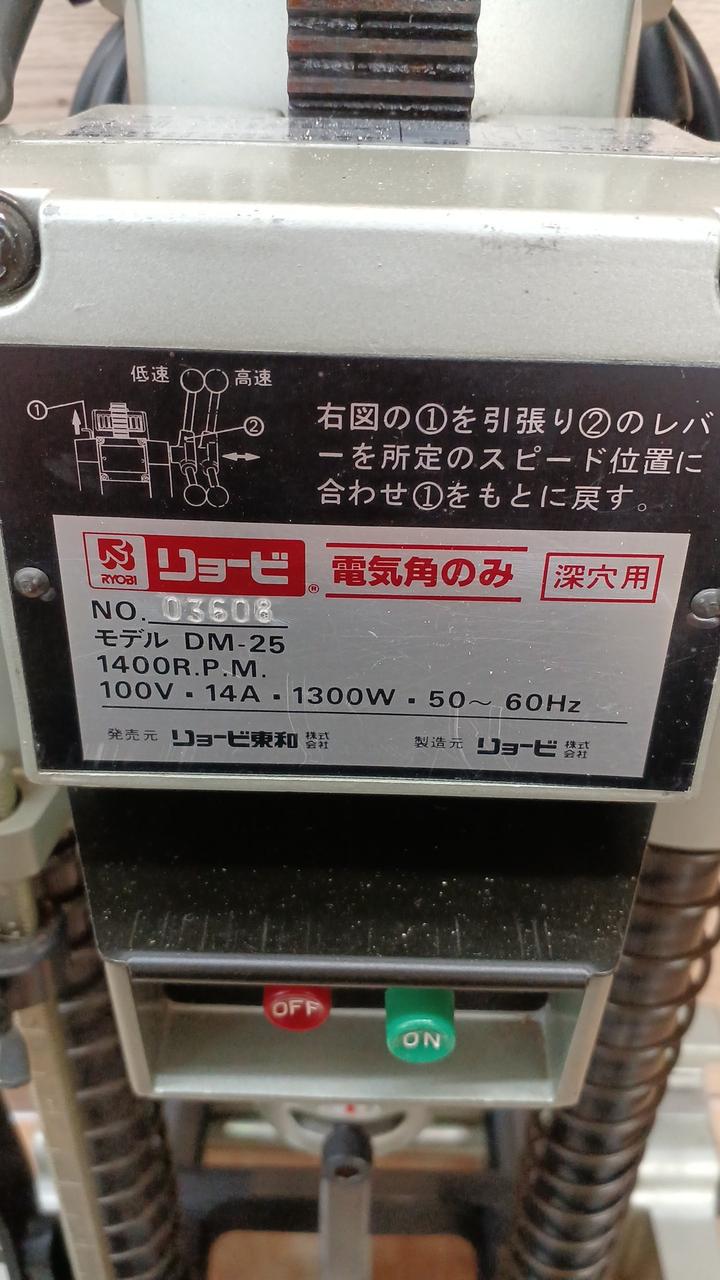 低速 高速
① ②
右図の①を引張り②のレバ
ーを所定のスピード位置に
合わせ①をもとに戻す。
RYOBI リョービ® 電気角のみ 深穴用
NO. 03608
モデル DM-25
1400R.P.M.
100V・14A・1300W・50〜60Hz
発売元 リョービ東和 株式会社 製造元 リョービ 株式会社
OFF
ON